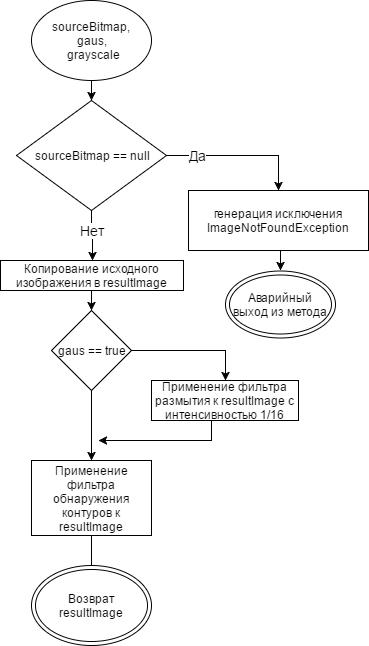 sourceBitmap,
gaus,
grayscale
sourceBitmap == null
Да
Нет
генерация исключения
ImageNotFoundException
Копирование исходного
изображения в resultImage
Аварийный
выход из метода
gaus == true
Применение фильтра
размытия к resultImage с
интенсивностью 1/16
Применение
фильтра
обнаружения
контуров к
resultImage
Возврат
resultImage